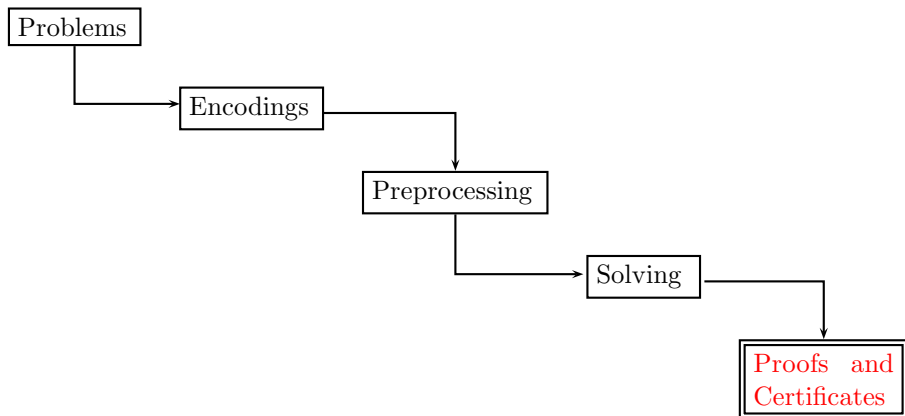 Problems
Encodings
Preprocessing
Solving
Proofs and
Certificates